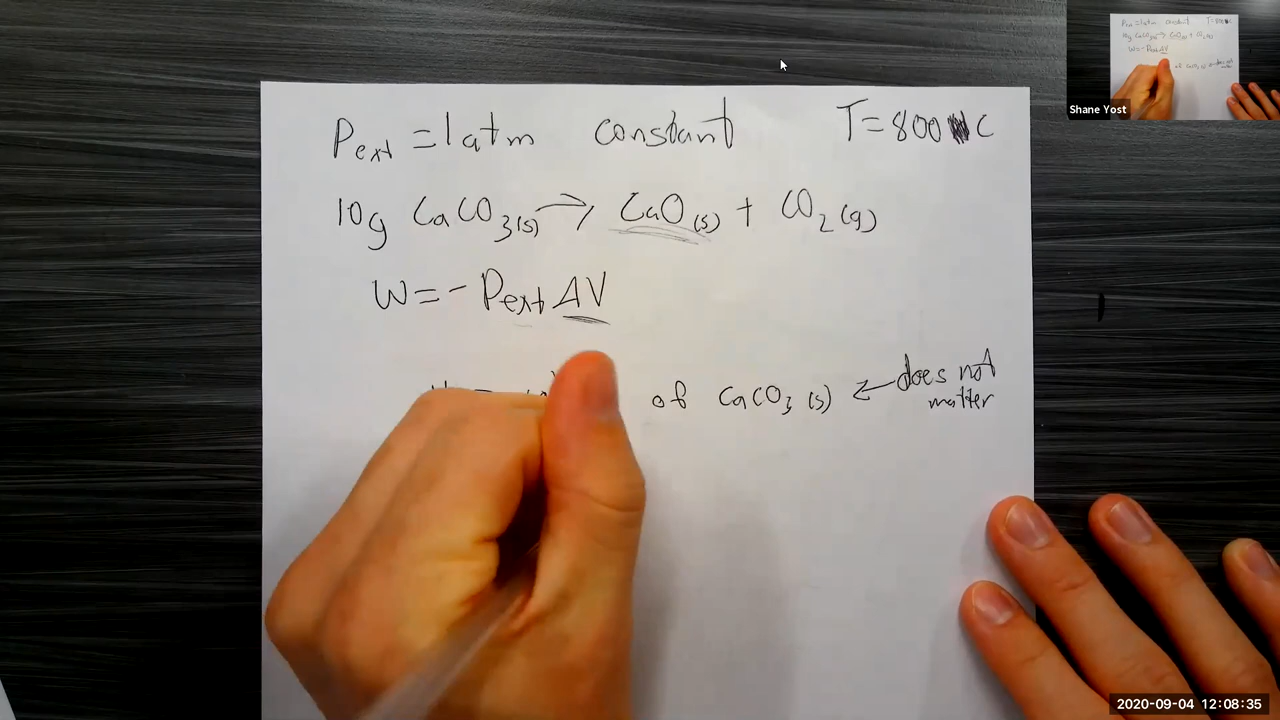 Pext = 1 atm constant T = 800 C
10g CaCO3(s) → CaO(s) + CO2(g)
W = - Pext ΔV
of CaCO3 (s) ← does not
matter
Shane Yost
2020-09-04 12:08:35